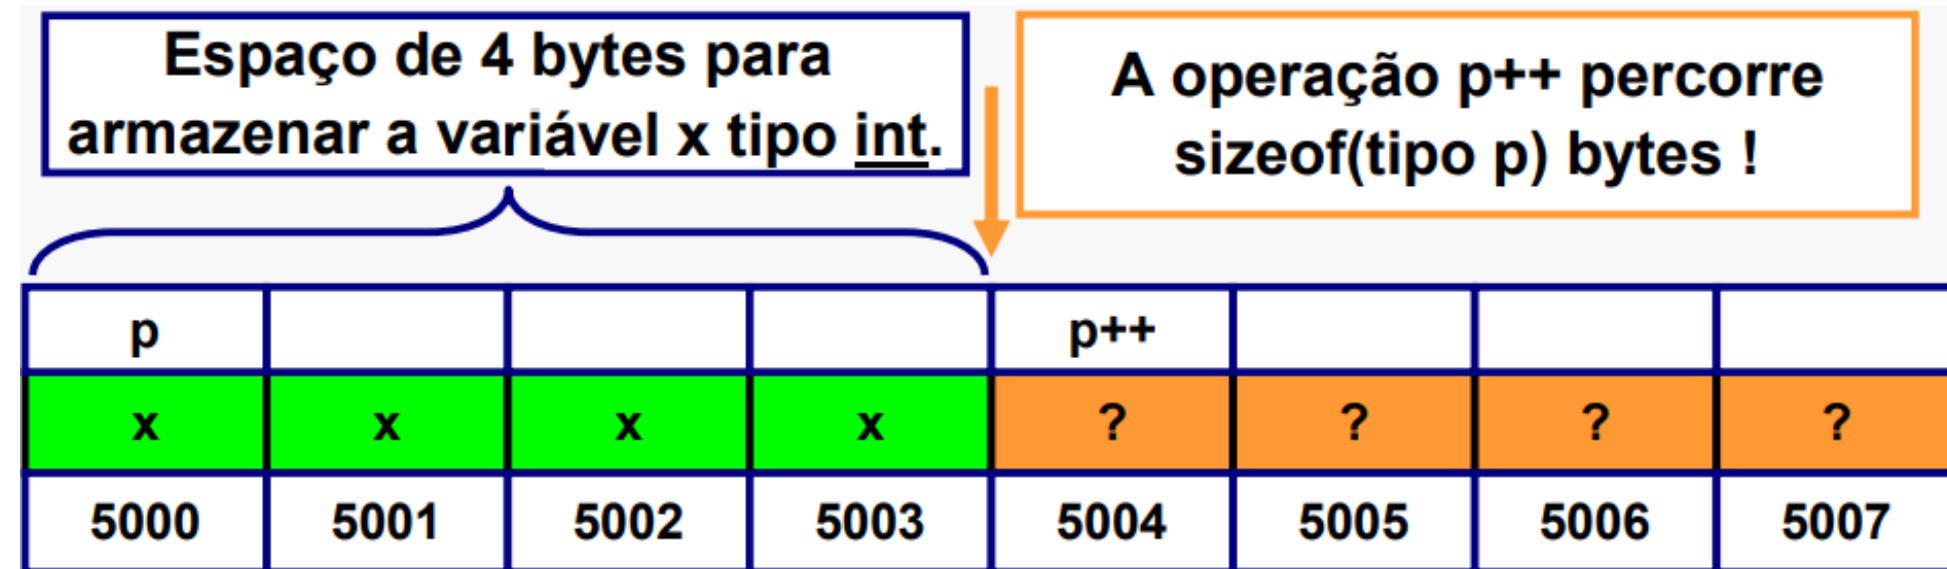 Espaço de 4 bytes para
armazenar a variável x tipo int.
A operação p++ percorre
sizeof(tipo p) bytes !
p p++
x x x x ? ? ? ?
5000 5001 5002 5003 5004 5005 5006 5007